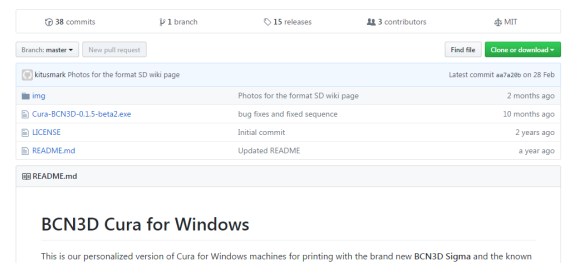 38 commits 1 branch 15 releases 3 contributors MIT
Branch: master New pull request Find file Clone or download
kitusmark Photos for the format SD wiki page Latest commit aa7a20b on 28 Feb
img Photos for the format SD wiki page 2 months ago
Cura-BCN3D-0.1.5-beta2.exe bug fixes and fixed sequence 10 months ago
LICENSE Initial commit 2 years ago
README.md Updated README a year ago
README.md
BCN3D Cura for Windows
This is our personalized version of Cura for Windows machines for printing with the brand new BCN3D Sigma and the known